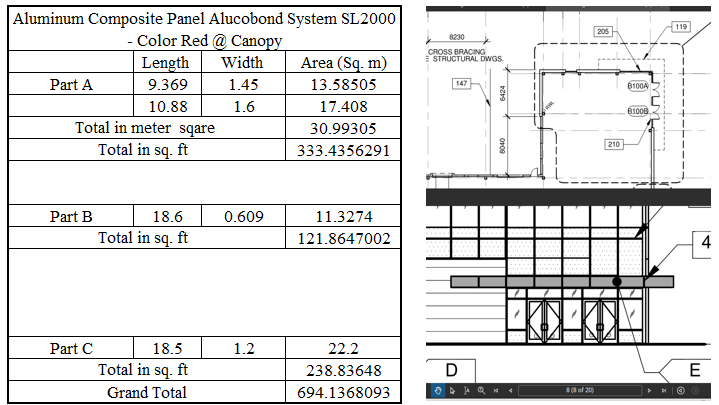 Aluminum Composite Panel Alucobond System SL2000
- Color Red @ Canopy
Length Width Area (Sq. m)
Part A 9.369 1.45 13.58505
10.88 1.6 17.408
Total in meter sqare 30.99305
Total in sq. ft 333.4356291
Part B 18.6 0.609 11.3274
Total in sq. ft 121.8647002
Part C 18.5 1.2 22.2
Total in sq. ft 238.83648
Grand Total 694.1368093
8230
205
119
CROSS BRACING
E STRUCTURAL DWGS.
147
6424
B100A
B100B
8040
210
4
D
E
8 (8 of 20)